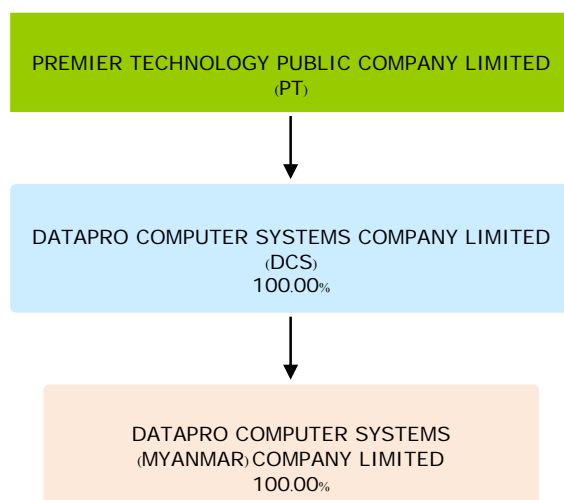 PREMIER TECHNOLOGY PUBLIC COMPANY LIMITED
(PT)
DATAPRO COMPUTER SYSTEMS COMPANY LIMITED
(DCS)
100.00%
DATAPRO COMPUTER SYSTEMS
(MYANMAR) COMPANY LIMITED
100.00%